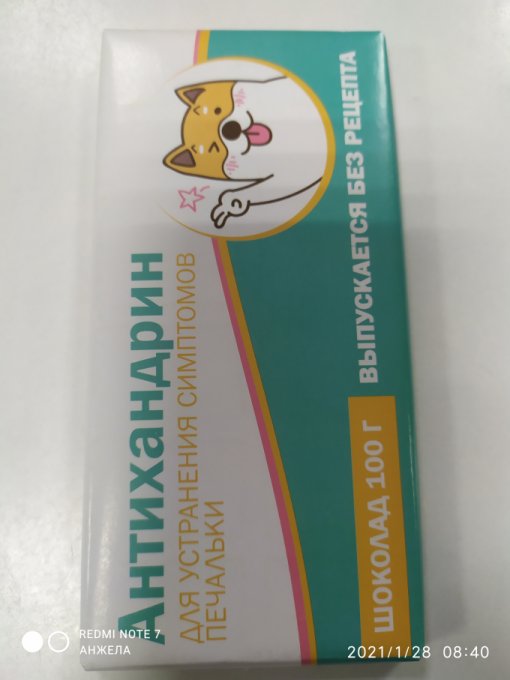 Антихандрин
ДЛЯ УСТРАНЕНИЯ СИМПТОМОВ
ПЕЧАЛЬКИ
ШОКОЛАД 100 Г
ВЫПУСКАЕТСЯ БЕЗ РЕЦЕПТА
REDMI NOTE 7
АНЖЕЛА
2021/1/28 08:40